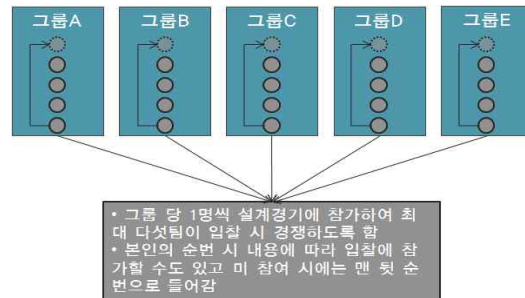 그룹A 그룹B 그룹C 그룹D 그룹E
• 그룹 당 1명씩 설계경기에 참가하여 최
대 다섯팀이 입찰 시 경쟁하도록 함
• 본인의 순번 시 내용에 따라 입찰에 참
가할 수도 있고 미 참여 시에는 맨 뒷 순
번으로 들어감